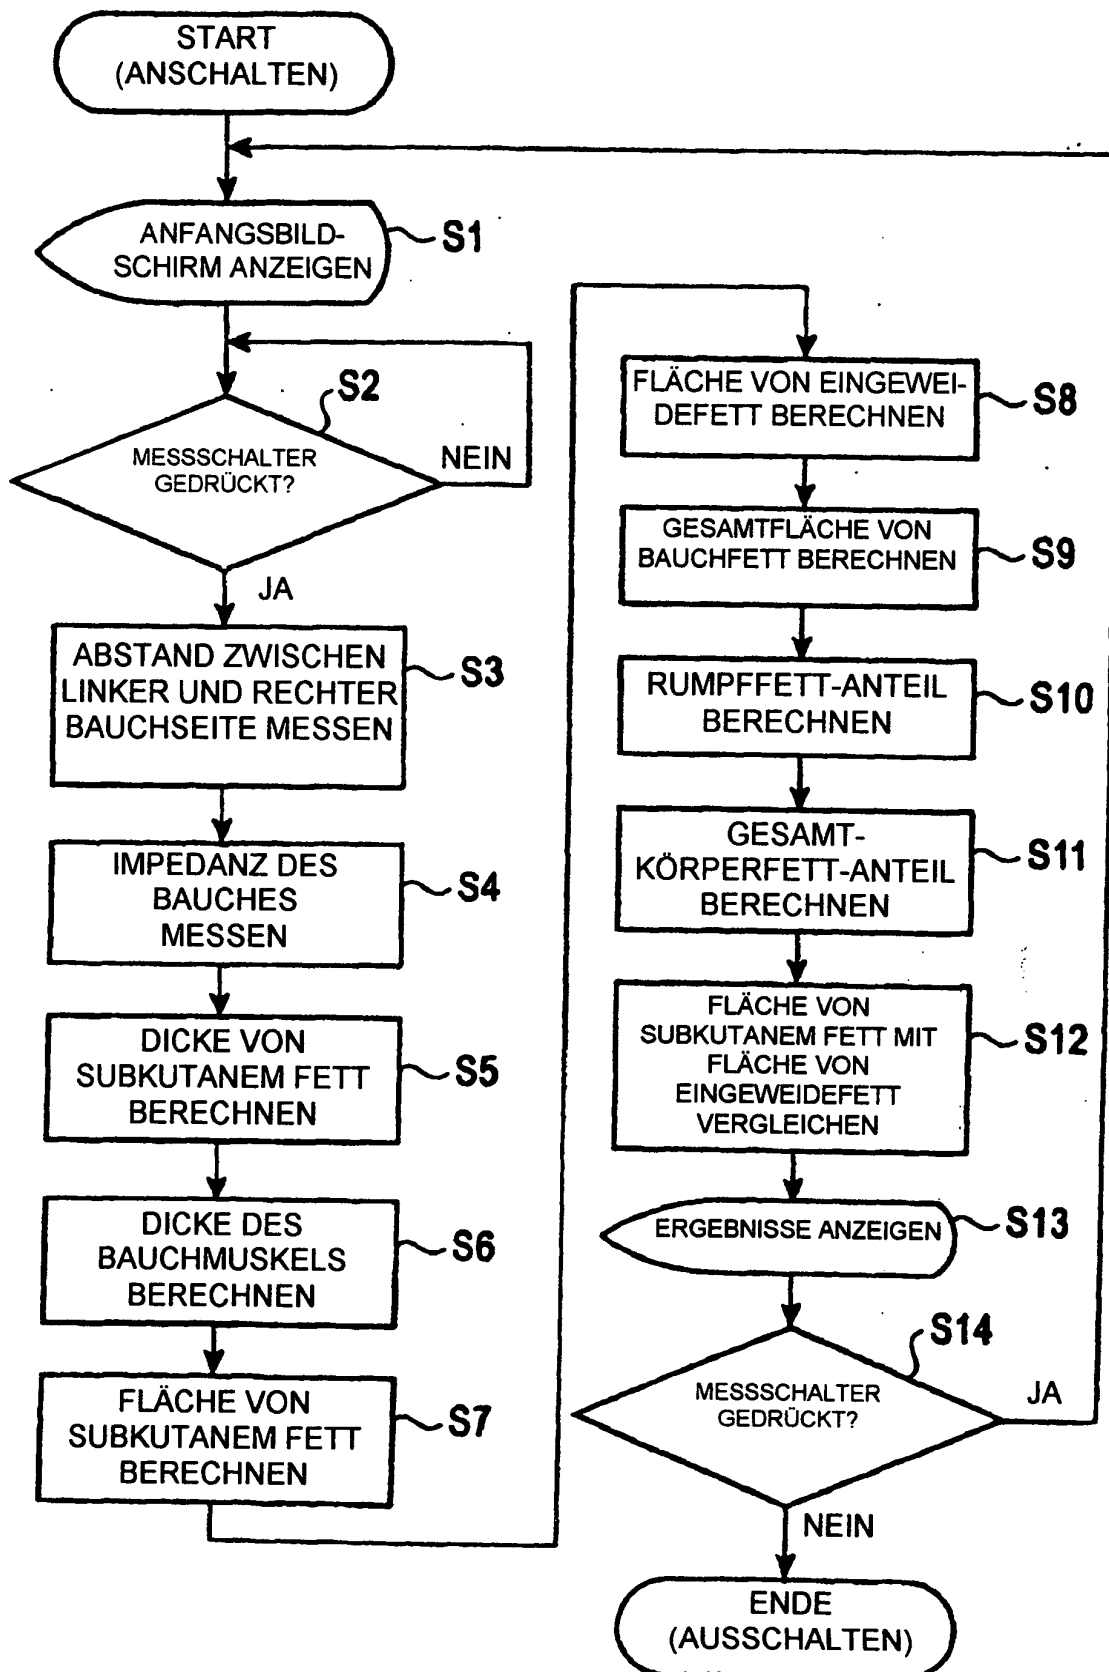 START
(ANSCHALTEN)
ANFANGSBILD-
SCHIRM ANZEIGEN
S1
S2
MESSSCHALTER
GEDRÜCKT?
NEIN
JA
ABSTAND ZWISCHEN
LINKER UND RECHTER
BAUCHSEITE MESSEN
S3
IMPEDANZ DES
BAUCHES
MESSEN
S4
DICKE VON
SUBKUTANEM FETT
BERECHNEN
S5
DICKE DES
BAUCHMUSKELS
BERECHNEN
S6
FLÄCHE VON
SUBKUTANEM FETT
BERECHNEN
S7
FLÄCHE VON EINGEWEI-
DEFETT BERECHNEN
S8
GESAMTFLÄCHE VON
BAUCHFETT BERECHNEN
S9
RUMPFFETT-ANTEIL
BERECHNEN
S10
GESAMT-
KÖRPERFETT-ANTEIL
BERECHNEN
S11
FLÄCHE VON
SUBKUTANEM FETT MIT
FLÄCHE VON
EINGEWEIDEFETT
VERGLEICHEN
S12
ERGEBNISSE ANZEIGEN
S13
S14
MESSSCHALTER
GEDRÜCKT?
JA
NEIN
ENDE
(AUSSCHALTEN)